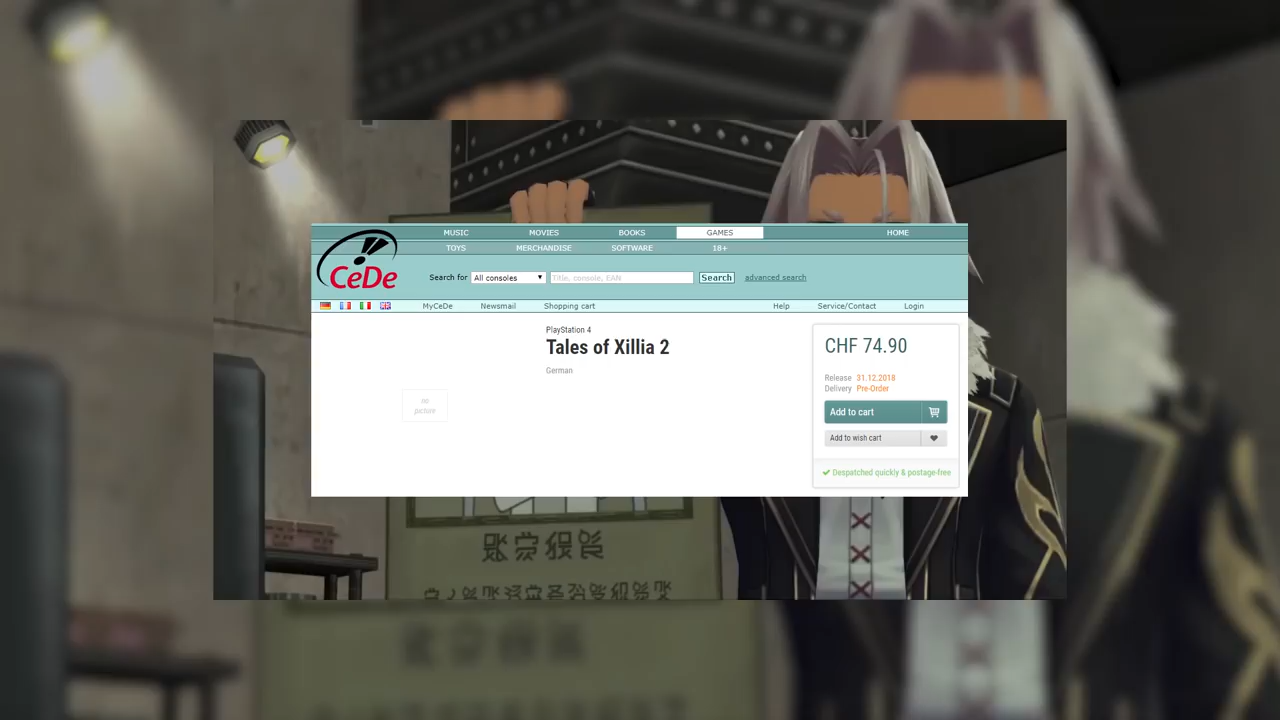 MUSIC MOVIES BOOKS GAMES HOME
TOYS MERCHANDISE SOFTWARE 18+
CeDe
Search for All consoles Title, console, EAN Search advanced search
MyCeDe Newsmail Shopping cart Help Service/Contact Login
PlayStation 4
Tales of Xillia 2
German
no
picture
CHF 74.90
Release 31.12.2018
Delivery Pre-Order
Add to cart
Add to wish cart
Despatched quickly & postage-free